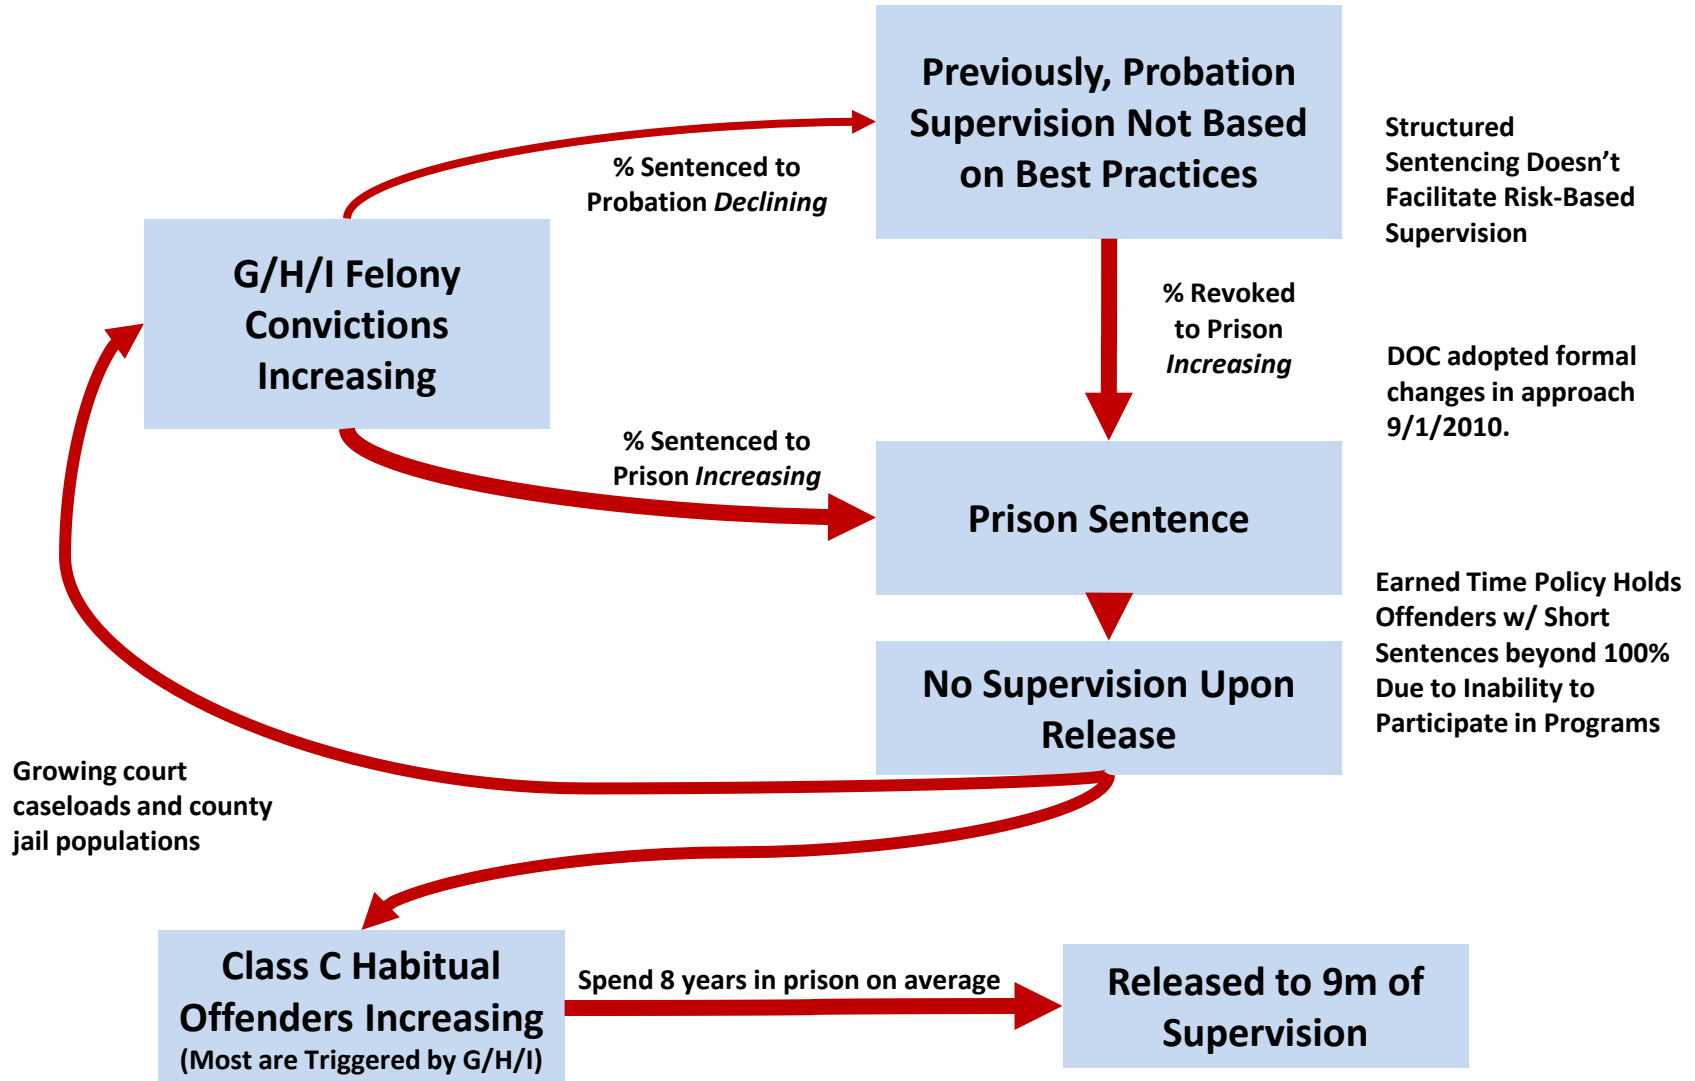 Previously, Probation
Supervision Not Based
on Best Practices
Structured
Sentencing Doesn’t
Facilitate Risk-Based
Supervision
% Sentenced to
Probation Declining
G/H/I Felony
Convictions
Increasing
% Revoked
to Prison
Increasing
DOC adopted formal
changes in approach
9/1/2010.
% Sentenced to
Prison Increasing
Prison Sentence
Earned Time Policy Holds
Offenders w/ Short
Sentences beyond 100%
Due to Inability to
Participate in Programs
No Supervision Upon
Release
Growing court
caseloads and county
jail populations
Class C Habitual
Offenders Increasing
(Most are Triggered by G/H/I)
Spend 8 years in prison on average
Released to 9m of
Supervision